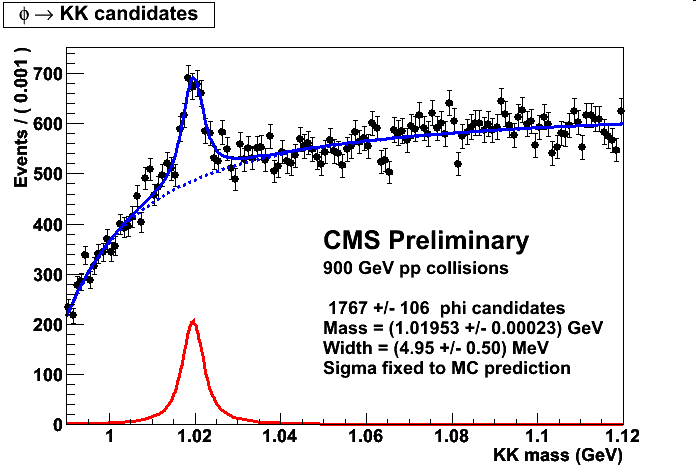 ϕ → KK candidates
Events / ( 0.001 )
700
600
500
400
300
200
100
0
CMS Preliminary
900 GeV pp collisions
1767 +/- 106 phi candidates
Mass = (1.01953 +/- 0.00023) GeV
Width = (4.95 +/- 0.50) MeV
Sigma fixed to MC prediction
1 1.02 1.04 1.06 1.08 1.1 1.12
KK mass (GeV)